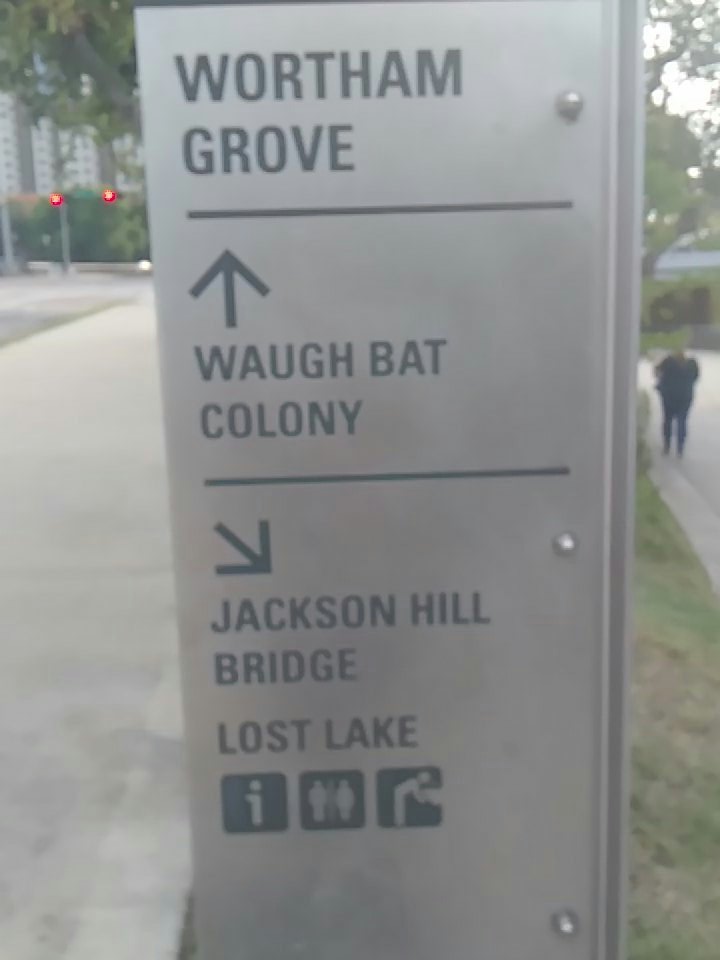 WORTHAM
GROVE
WAUGH BAT
COLONY
JACKSON HILL
BRIDGE
LOST LAKE
i